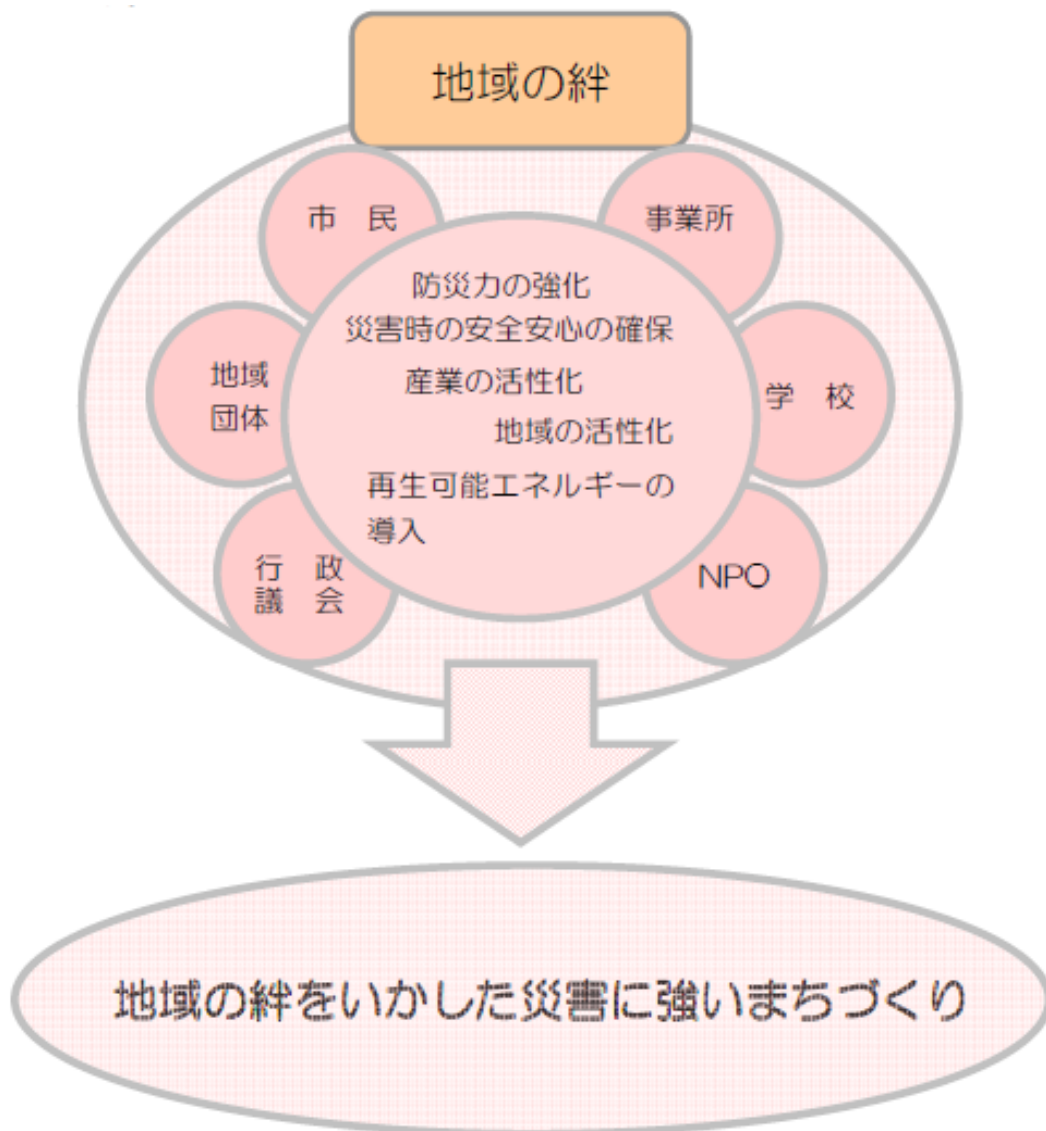 地域の絆
市　民
事業所
防災力の強化
災害時の安全安心の確保
産業の活性化
地域の活性化
再生可能エネルギーの
導入
地域
団体
学　校
行　政
議　会
NPO
地域の絆をいかした災害に強いまちづくり